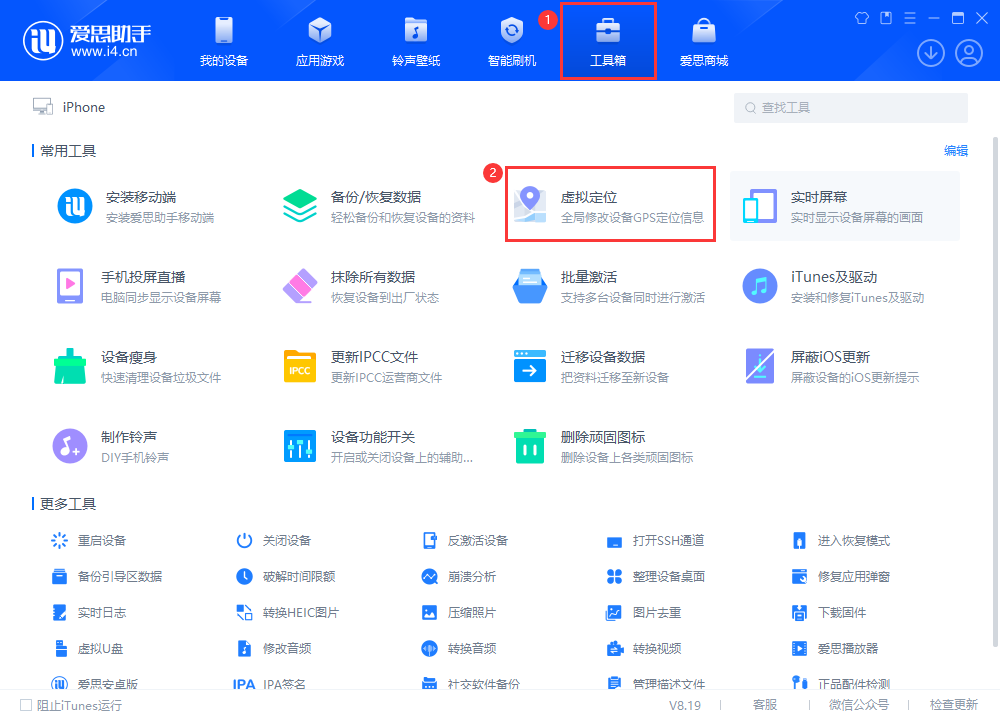 爱思助手
www.i4.cn
我的设备
应用游戏
铃声壁纸
智能刷机
1
工具箱
爱思商城
iPhone
查找工具
常用工具
编辑
安装移动端
安装爱思助手移动端
备份/恢复数据
轻松备份和恢复设备的资料
2
虚拟定位
全局修改设备GPS定位信息
实时屏幕
实时显示设备屏幕的画面
手机投屏直播
电脑同步显示设备屏幕
抹除所有数据
恢复设备到出厂状态
批量激活
支持多台设备同时进行激活
iTunes及驱动
安装和修复iTunes及驱动
设备瘦身
快速清理设备垃圾文件
IPCC
更新IPCC文件
更新IPCC运营商文件
迁移设备数据
把资料迁移至新设备
屏蔽iOS更新
屏蔽设备的iOS更新提示
制作铃声
DIY手机铃声
设备功能开关
开启或关闭设备上的辅助...
删除顽固图标
删除设备上各类顽固图标
更多工具
重启设备
关闭设备
反激活设备
打开SSH通道
进入恢复模式
备份引导区数据
破解时间限额
崩溃分析
整理设备桌面
修复应用弹窗
实时日志
转换HEIC图片
压缩照片
图片去重
下载固件
虚拟U盘
修改音频
转换音频
转换视频
爱思播放器
爱思安卓版
IPA
IPA签名
社交软件备份
管理描述文件
正品配件检测
阻止iTunes运行
V8.19
客服
微信公众号
检查更新